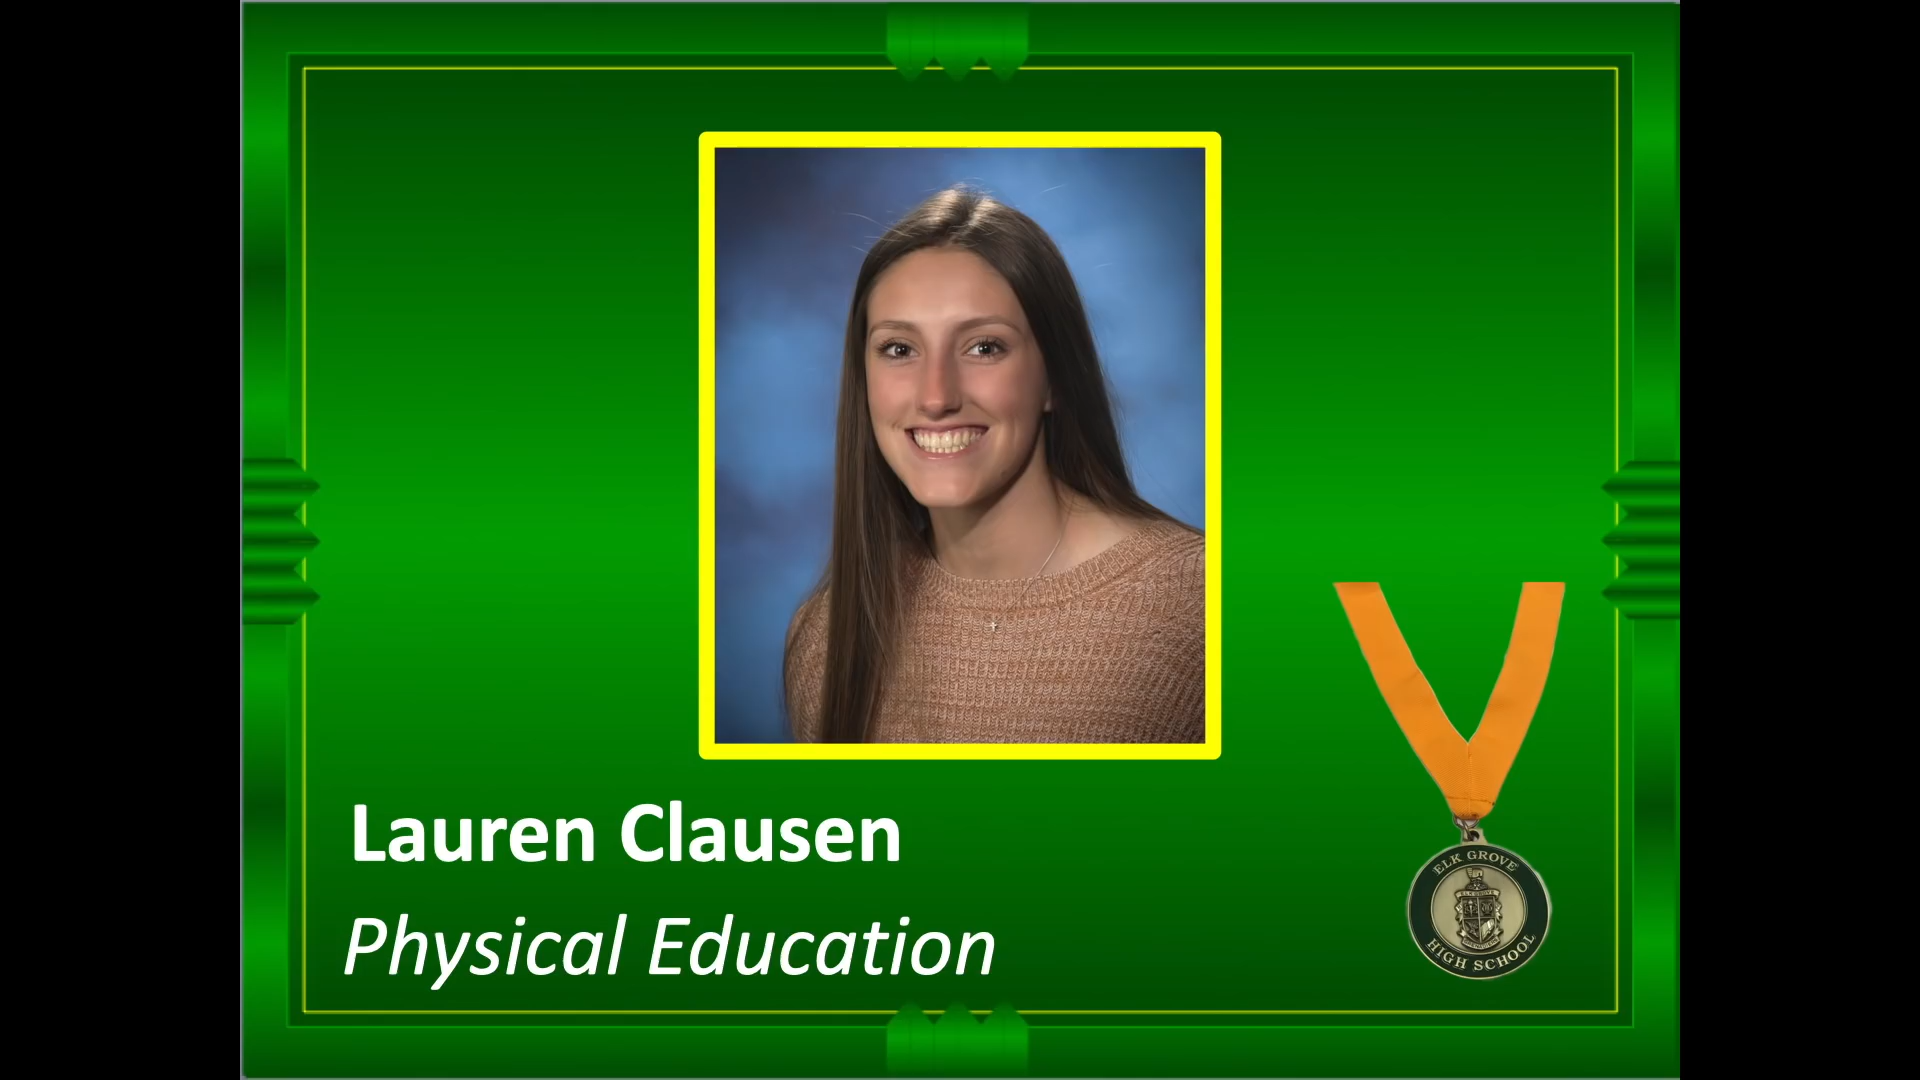 Lauren Clausen
Physical Education
ELK GROVE
HIGH SCHOOL